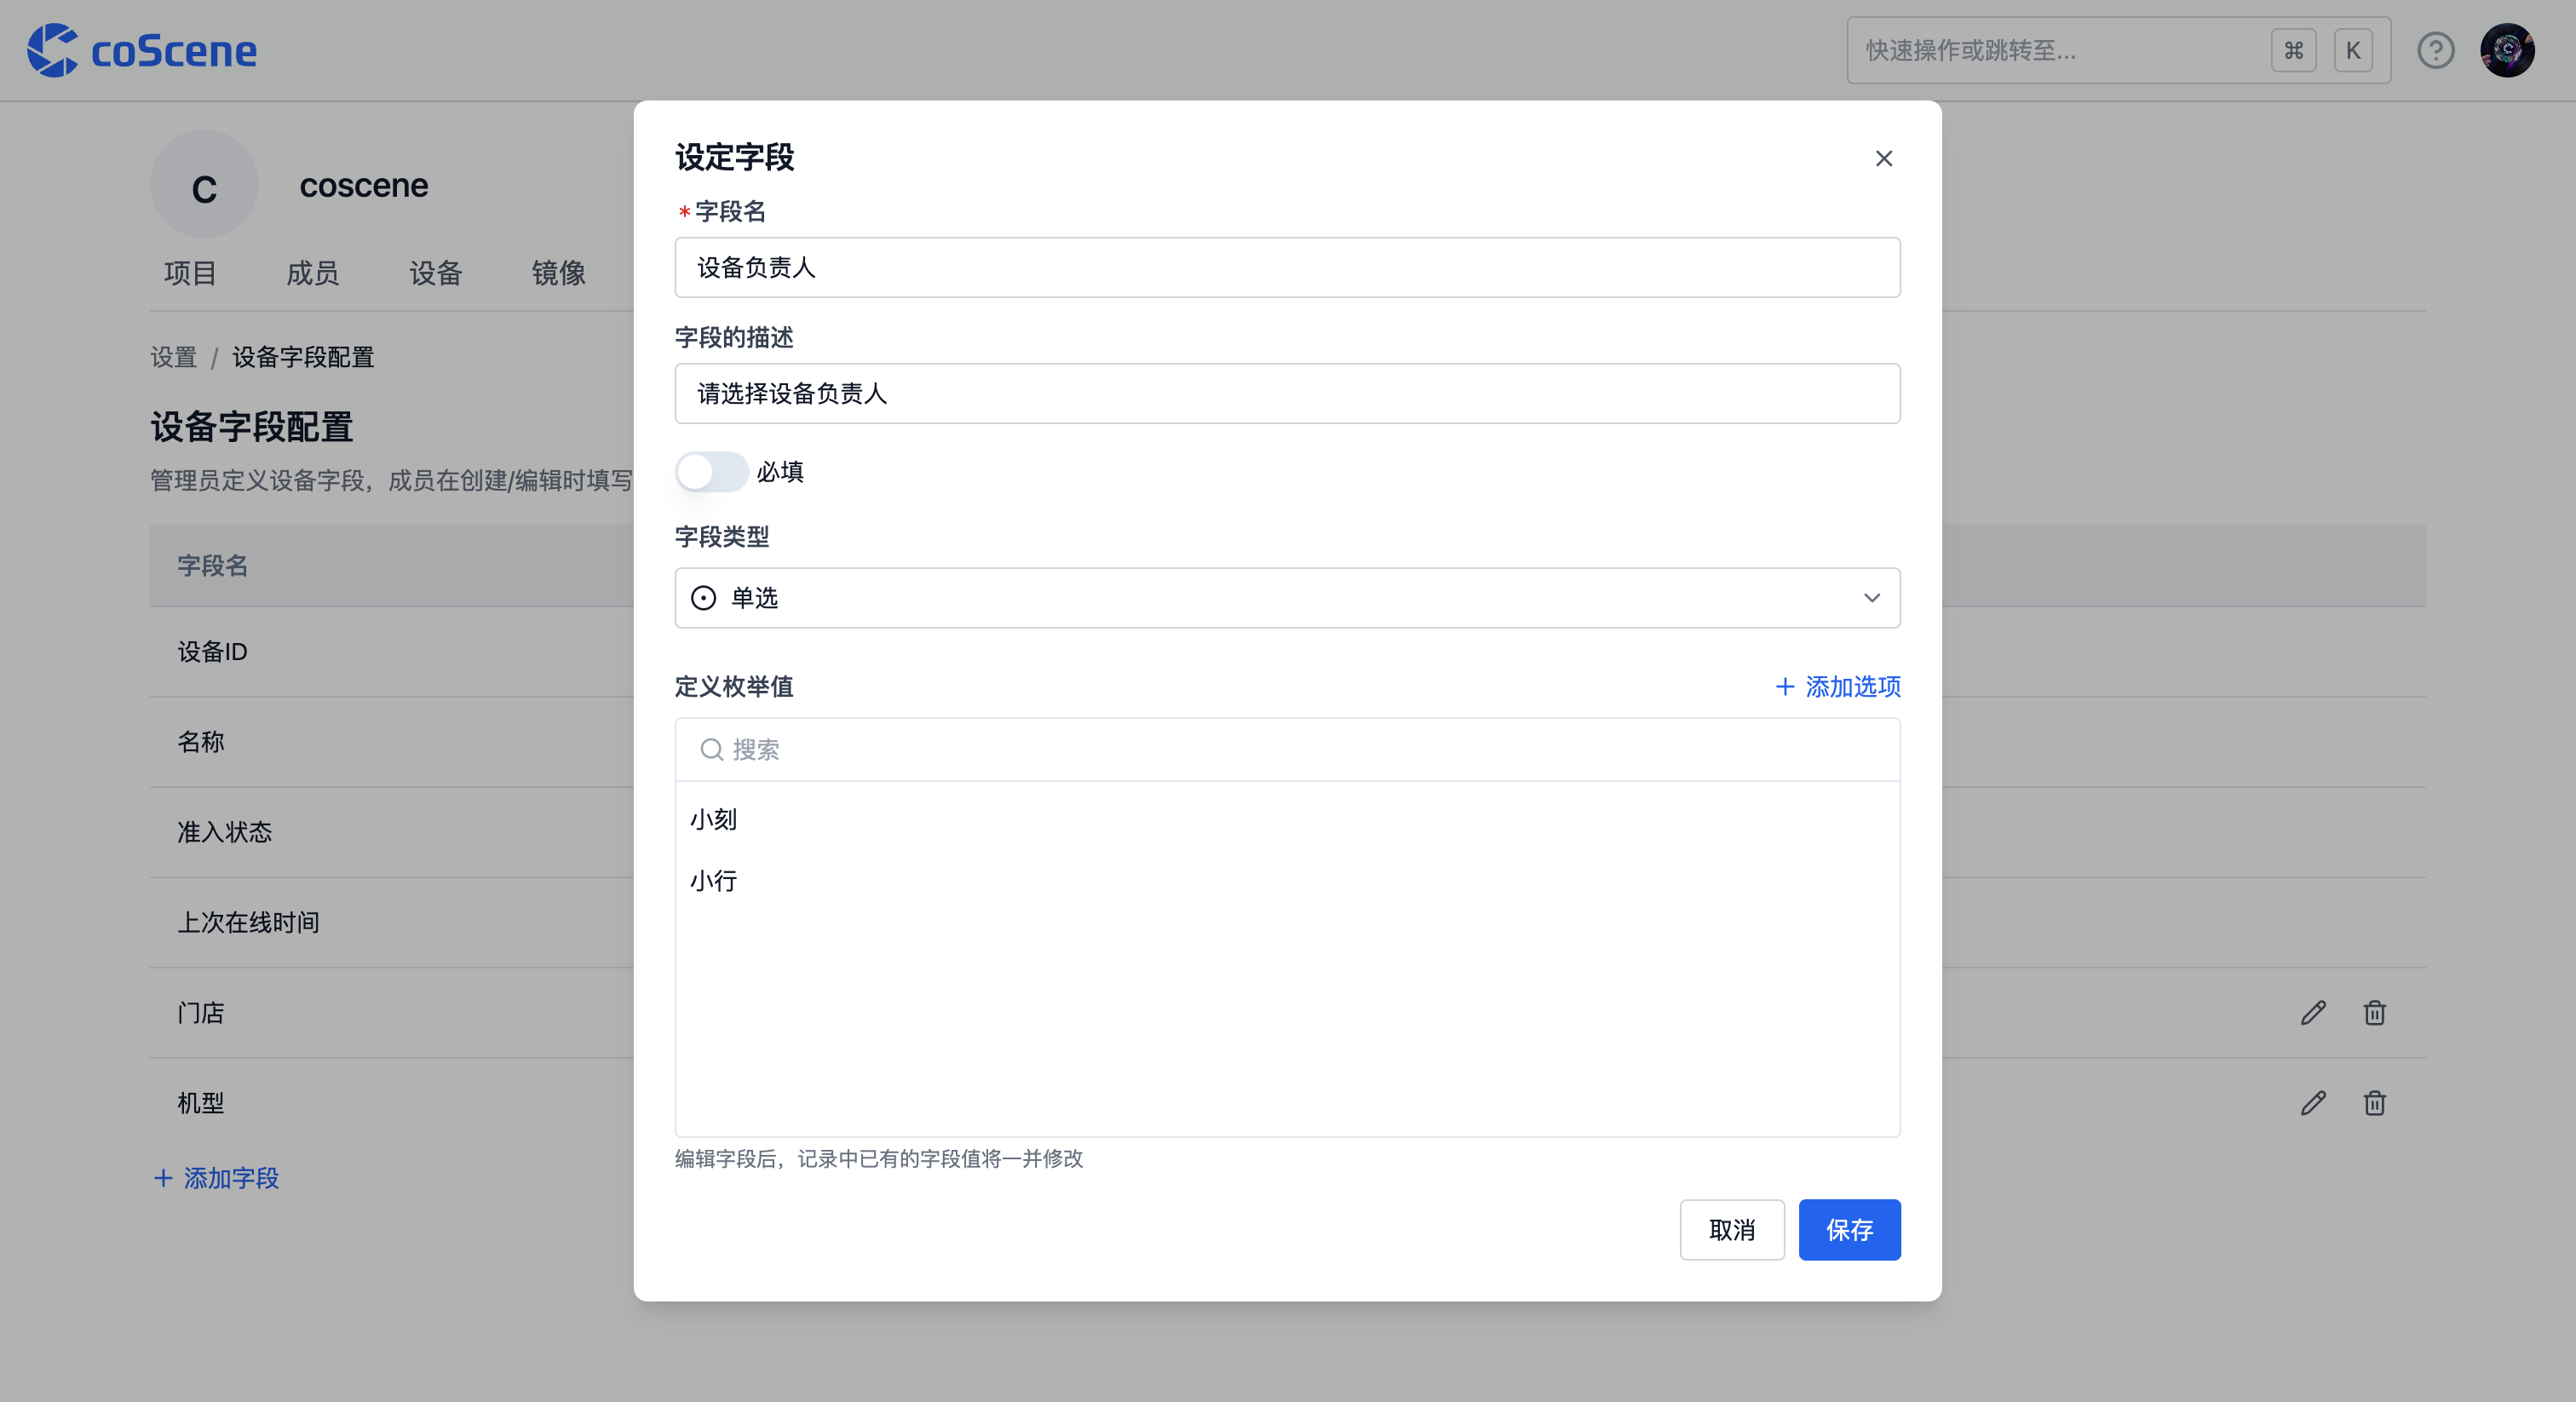 coScene
快速操作或跳转至...
⌘
K
C
coscene
项目
成员
设备
镜像
设置 / 设备字段配置
设备字段配置
管理员定义设备字段，成员在创建/编辑时填写
字段名
设备ID
名称
准入状态
上次在线时间
门店
机型
+ 添加字段
设定字段
*字段名
设备负责人
字段的描述
请选择设备负责人
必填
字段类型
单选
定义枚举值
+ 添加选项
搜索
小刻
小行
编辑字段后，记录中已有的字段值将一并修改
取消
保存